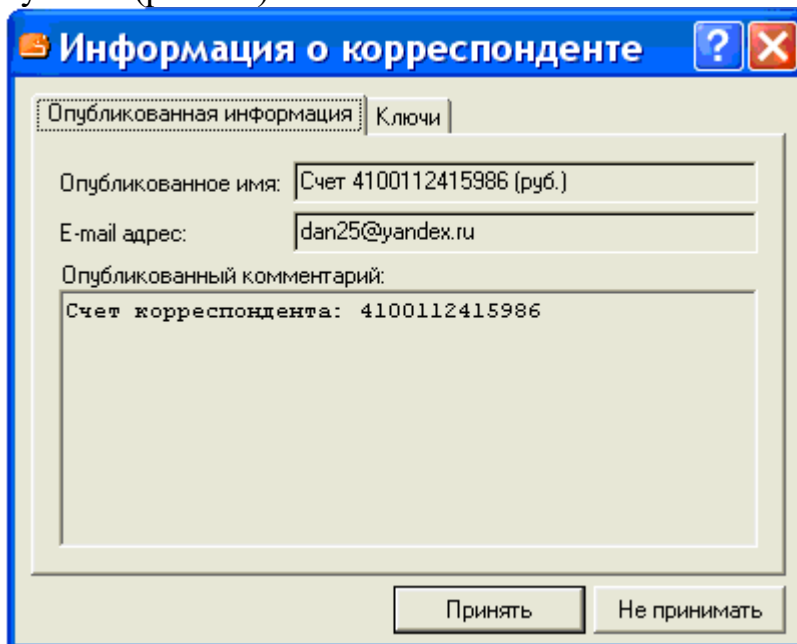 Информация о корреспонденте
Опубликованная информация Ключи
Опубликованное имя: Счет 4100112415986 (руб.)
E-mail адрес: dan25@yandex.ru
Опубликованный комментарий:
Счет корреспондента: 4100112415986
Принять Не принимать